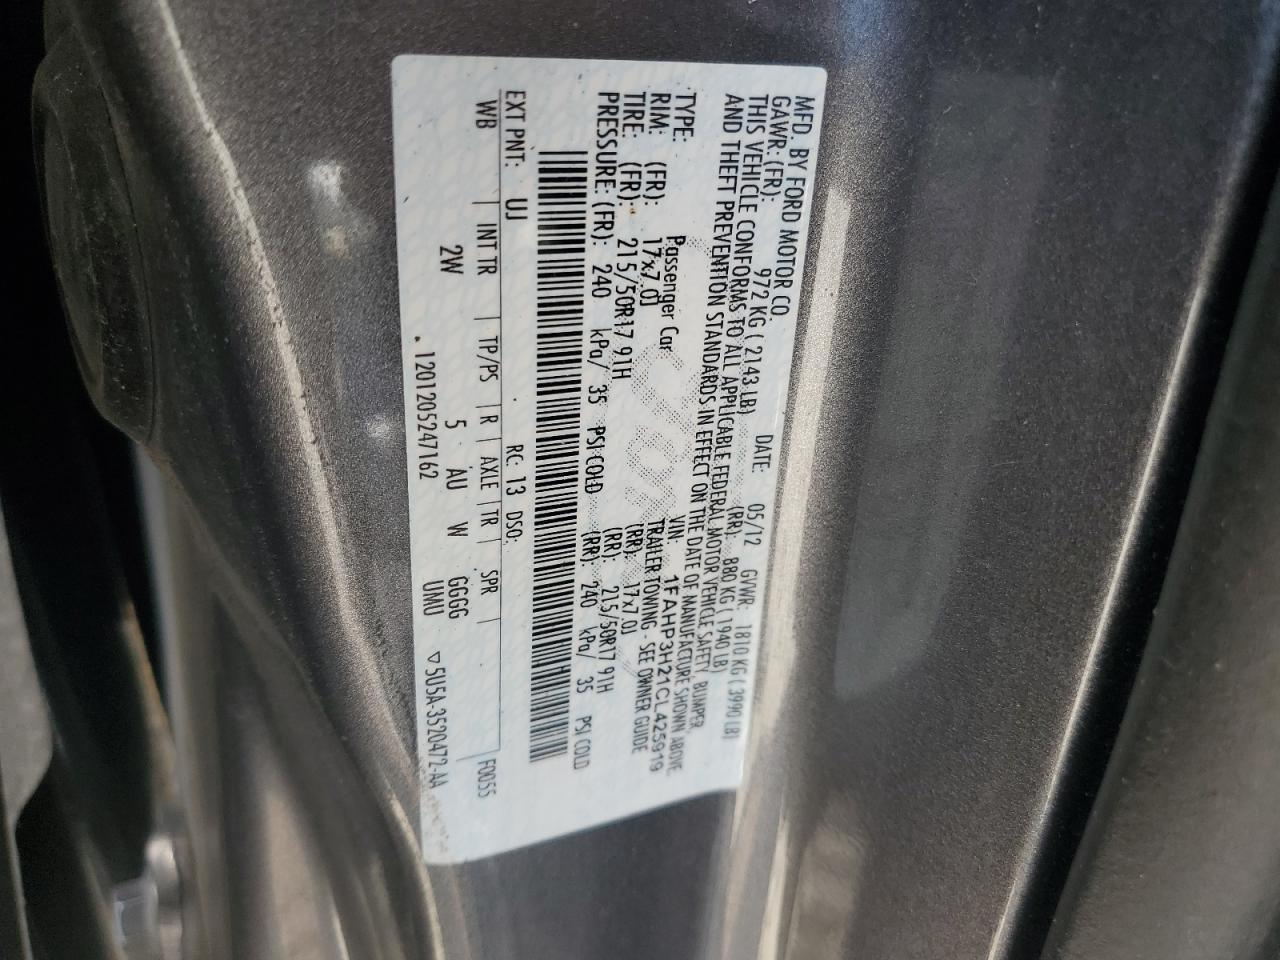 MFD. BY FORD MOTOR CO.
DATE: 05/12 GVWR: 1810 KG ( 3990 LB)
GAWR: (FR): 972 KG ( 2143 LB) (RR): 880 KG ( 1940 LB)
THIS VEHICLE CONFORMS TO ALL APPLICABLE FEDERAL MOTOR VEHICLE SAFETY, BUMPER,
AND THEFT PREVENTION STANDARDS IN EFFECT ON THE DATE OF MANUFACTURE SHOWN ABOVE.
VIN: 1FAHP3H21CL425919
TYPE: Passenger Car TRAILER TOWING - SEE OWNER GUIDE
RIM: (FR): 17x7.0J (RR): 17x7.0J
TIRE: (FR): 215/50R17 91H (RR): 215/50R17 91H
PRESSURE: (FR): 240 kPa/ 35 PSI COLD (RR): 240 kPa/ 35 PSI COLD
EXT PNT: UJ RC: 13 DSO: F0055
WB INT TR TP/PS R AXLE TR SPR
2W 5 AU W GGGG
UMU
.1201205247162 ▽5U5A-3520472-AA